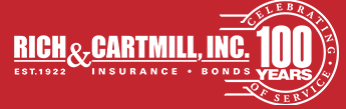 RICH & CARTMILL, INC.
EST.1922 INSURANCE • BONDS
CELEBRATING
100
YEARS
OF SERVICE